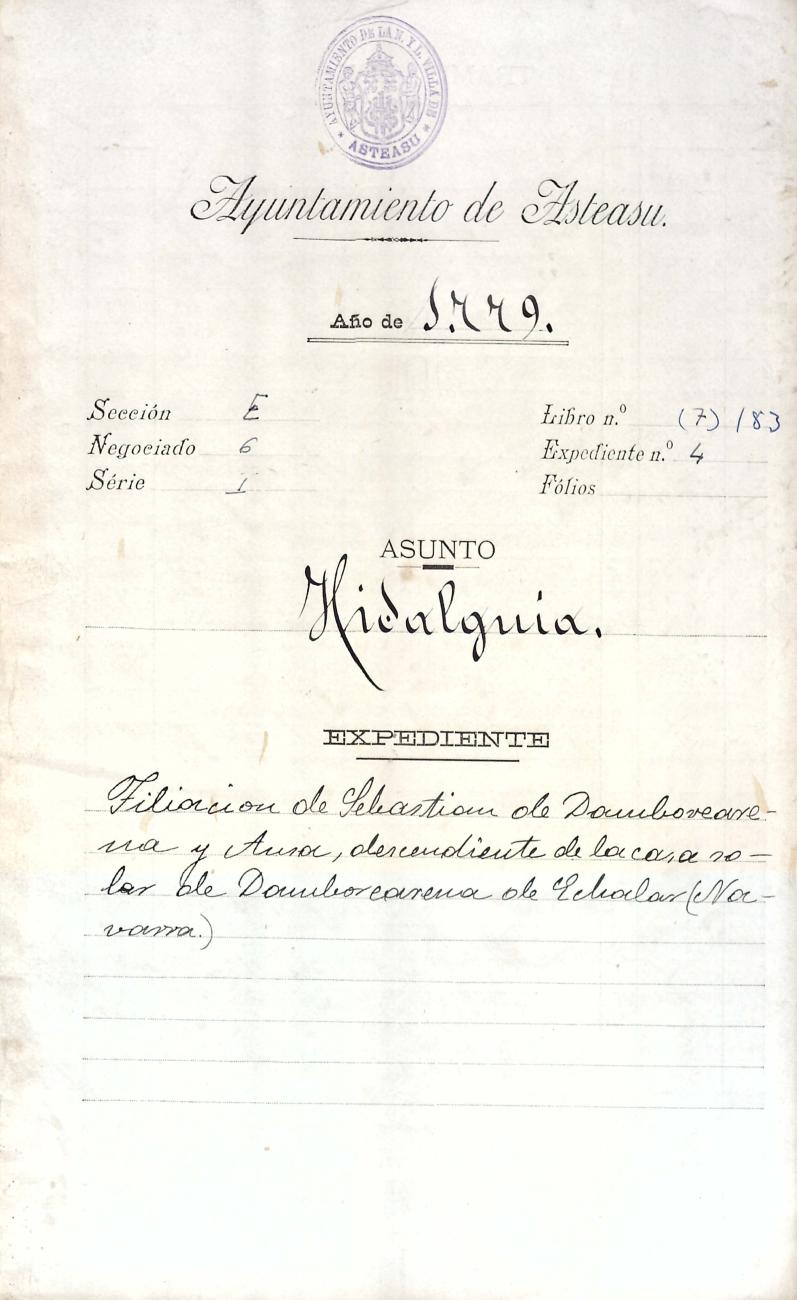 AYUNTAMIENTO DE LA N. Y L. VILLA DE
* ASTEASU *
Ayuntamiento de Asteasu.
Año de 1779.
Sección E
Negociado 6
Série I
Libro n.º (7) 183
Expediente n.º 4
Fólios
ASUNTO
Hidalguia.
EXPEDIENTE
Filiacion de Sebastian de Damboreare-
na y Ansa, descendiente de la casa so-
lar de Damborearena de Echalar (Na-
varra.)